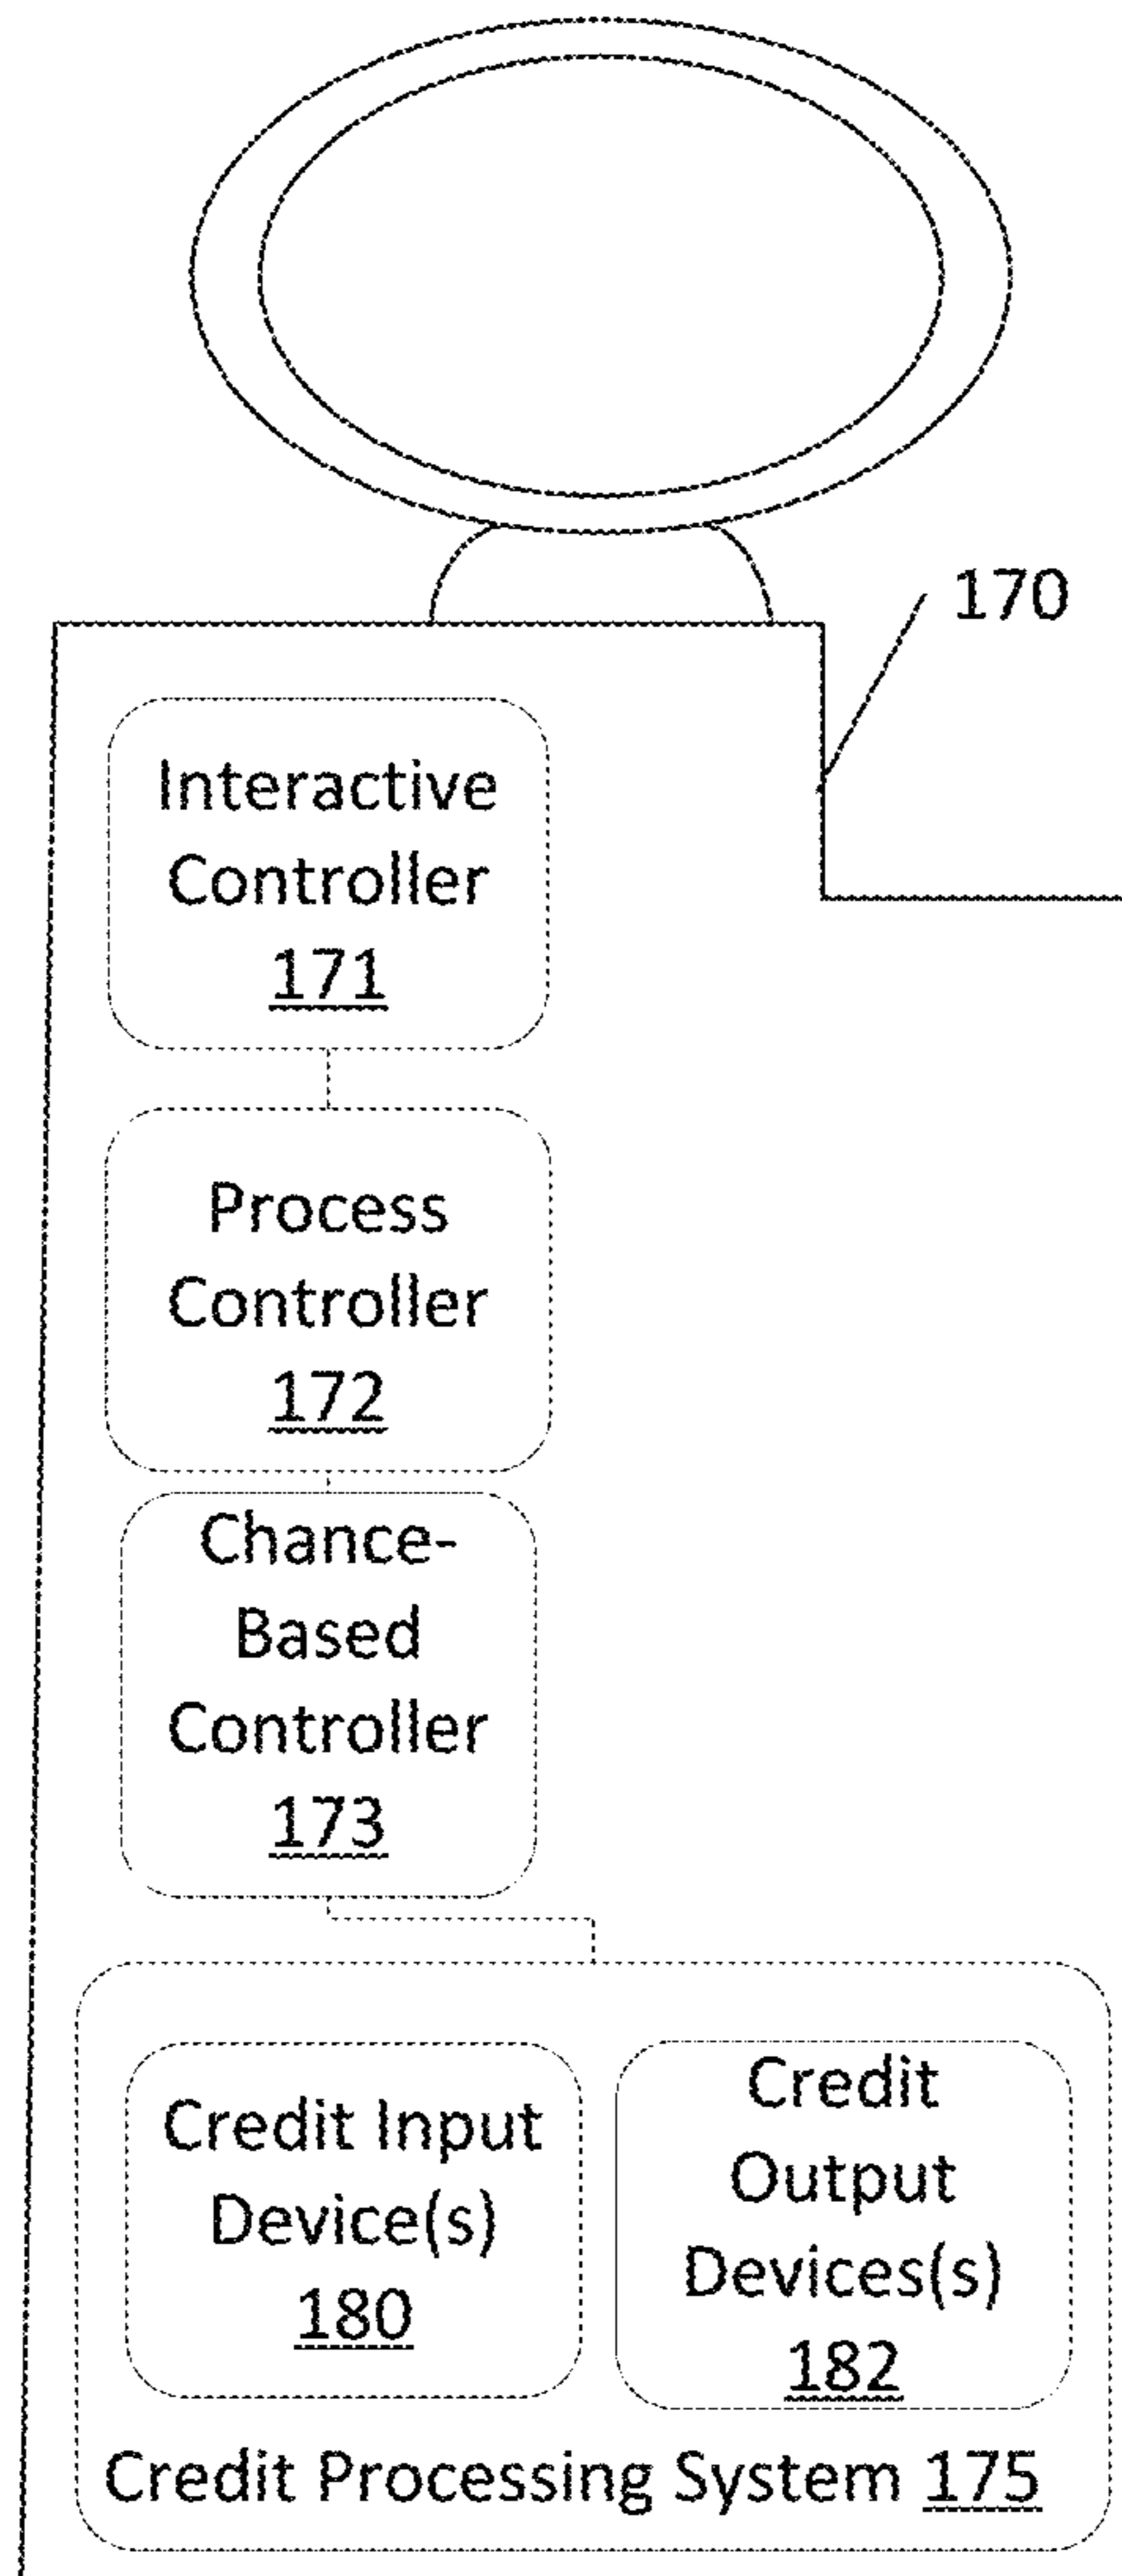 170
Interactive
Controller
171
Process
Controller
172
Chance-
Based
Controller
173
Credit Input
Device(s)
180
Credit
Output
Devices(s)
182
Credit Processing System 175